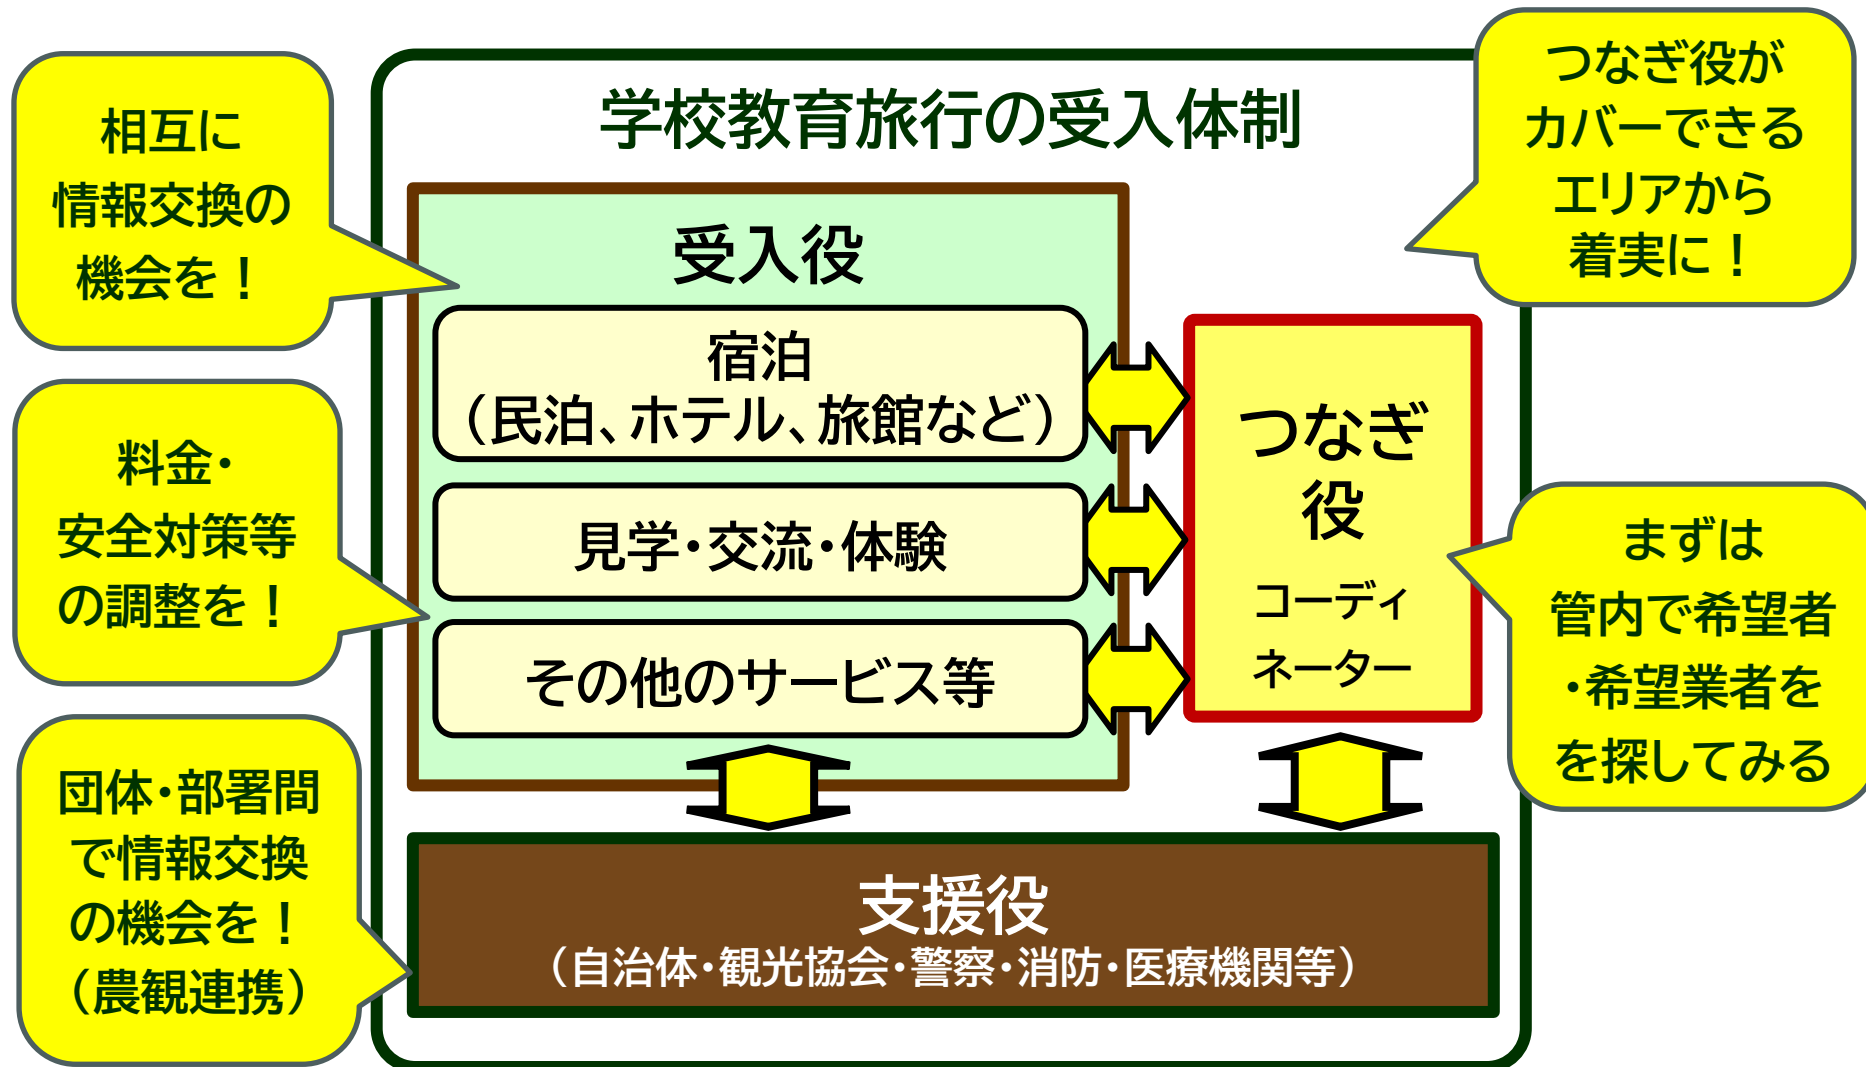 学校教育旅行の受入体制
相互に
情報交換の
機会を！
料金・
安全対策等
の調整を！
団体・部署間
で情報交換
の機会を！
（農観連携）
受入役
宿泊
（民泊、ホテル、旅館など）
見学・交流・体験
その他のサービス等
つなぎ
役
コーディ
ネーター
支援役
（自治体・観光協会・警察・消防・医療機関等）
つなぎ役が
カバーできる
エリアから
着実に！
まずは
管内で希望者
・希望業者を
を探してみる